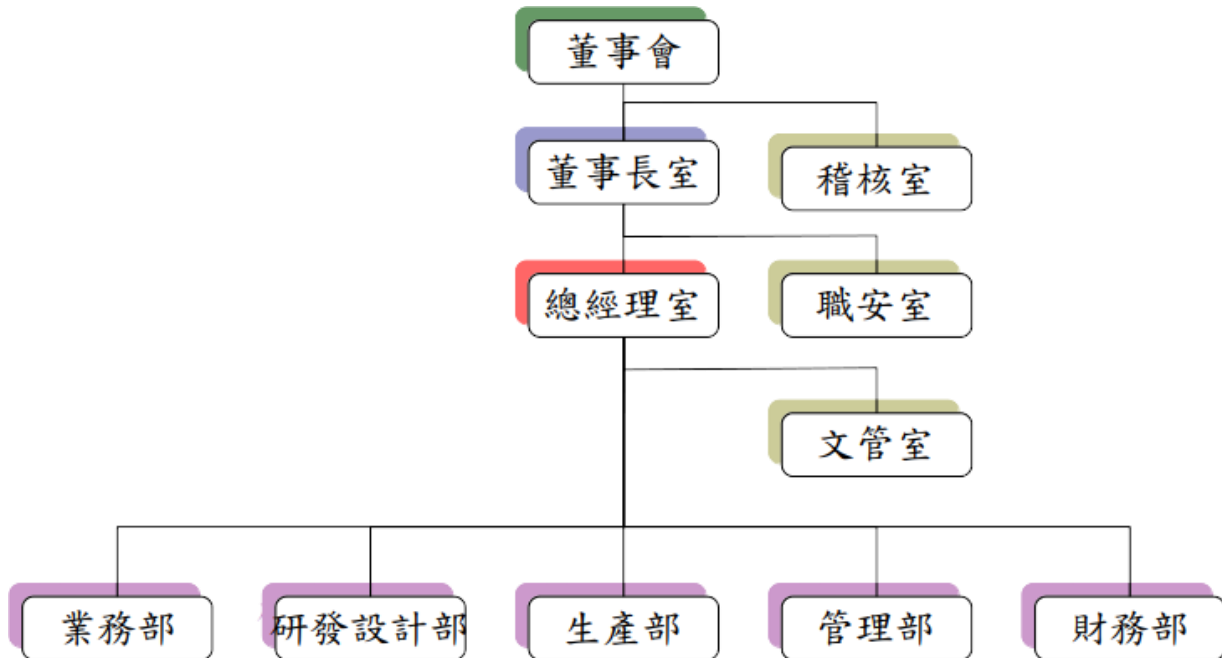 董事會
董事長室
稽核室
總經理室
職安室
文管室
業務部
研發設計部
生產部
管理部
財務部